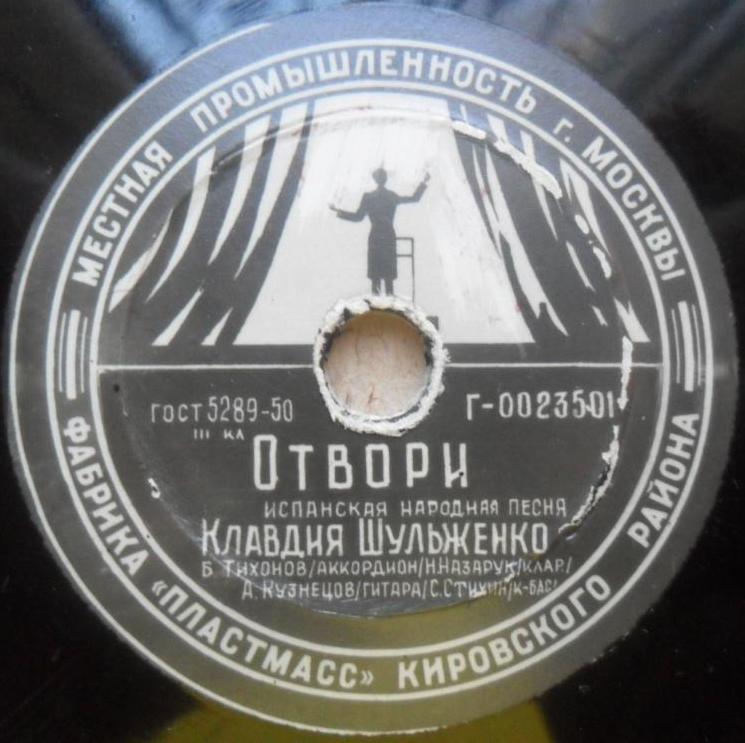 МЕСТНАЯ ПРОМЫШЛЕННОСТЬ г. МОСКВЫ
ГОСТ 5289-50
Г-0023501
III КЛ
ОТВОРИ
ИСПАНСКАЯ НАРОДНАЯ ПЕСНЯ
КЛАВДИЯ ШУЛЬЖЕНКО
Б. ТИХОНОВ/АККОРДИОН/Н.НАЗАРУК/КЛАР/
А. КУЗНЕЦОВ/ГИТАРА/С.СТИХИН/К-БАС/
ФАБРИКА «ПЛАСТМАСС» КИРОВСКОГО РАЙОНА